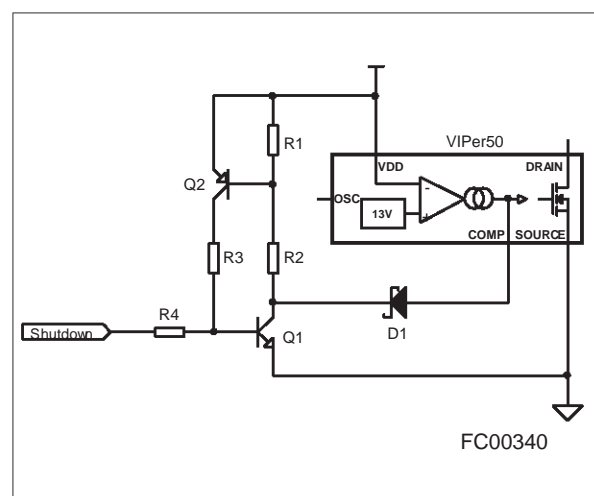 R1
VIPer50
VDD
DRAIN
Q2
-
OSC
13V
+
COMP
SOURCE
R3
R2
R4
Shutdown
Q1
D1
FC00340